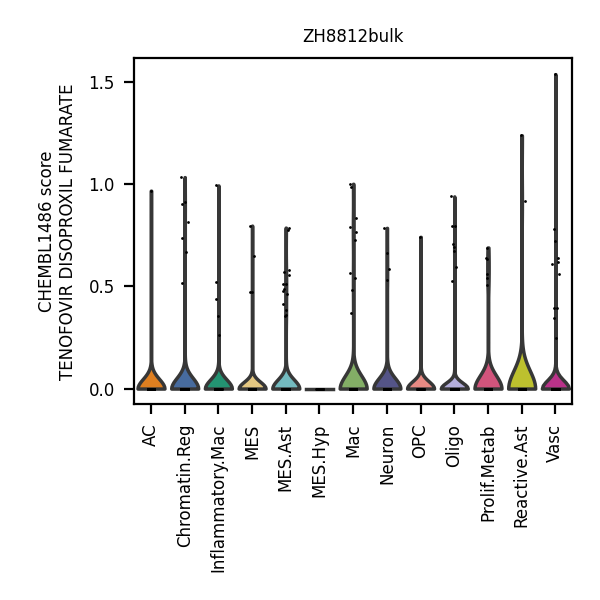 ZH8812bulk
CHEMBL1486 score
TENOFOVIR DISOPROXIL FUMARATE
1.5
1.0
0.5
0.0
AC
Chromatin.Reg
Inflammatory.Mac
MES
MES.Ast
MES.Hyp
Mac
Neuron
OPC
Oligo
Prolif.Metab
Reactive.Ast
Vasc